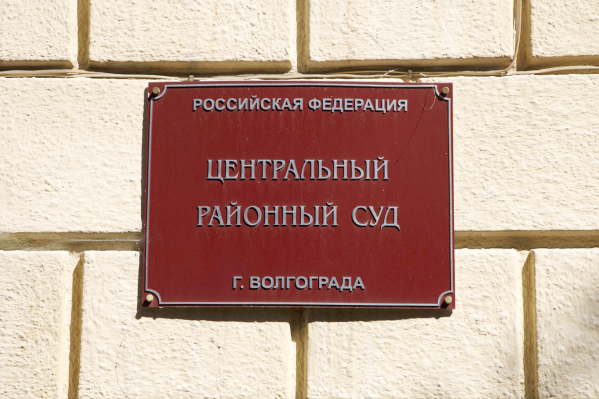 РОССИЙСКАЯ ФЕДЕРАЦИЯ
ЦЕНТРАЛЬНЫЙ
РАЙОННЫЙ СУД
Г. ВОЛГОГРАДА